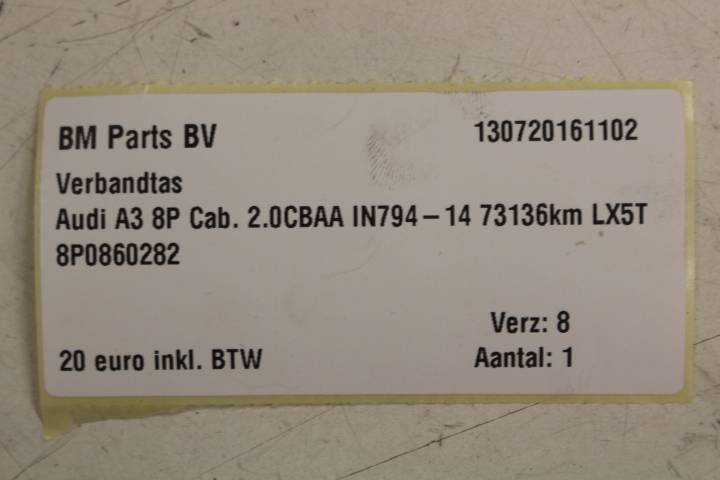 BM Parts BV 130720161102
Verbandtas
Audi A3 8P Cab. 2.0CBAA IN794-14 73136km LX5T
8P0860282
Verz: 8
20 euro inkl. BTW Aantal: 1